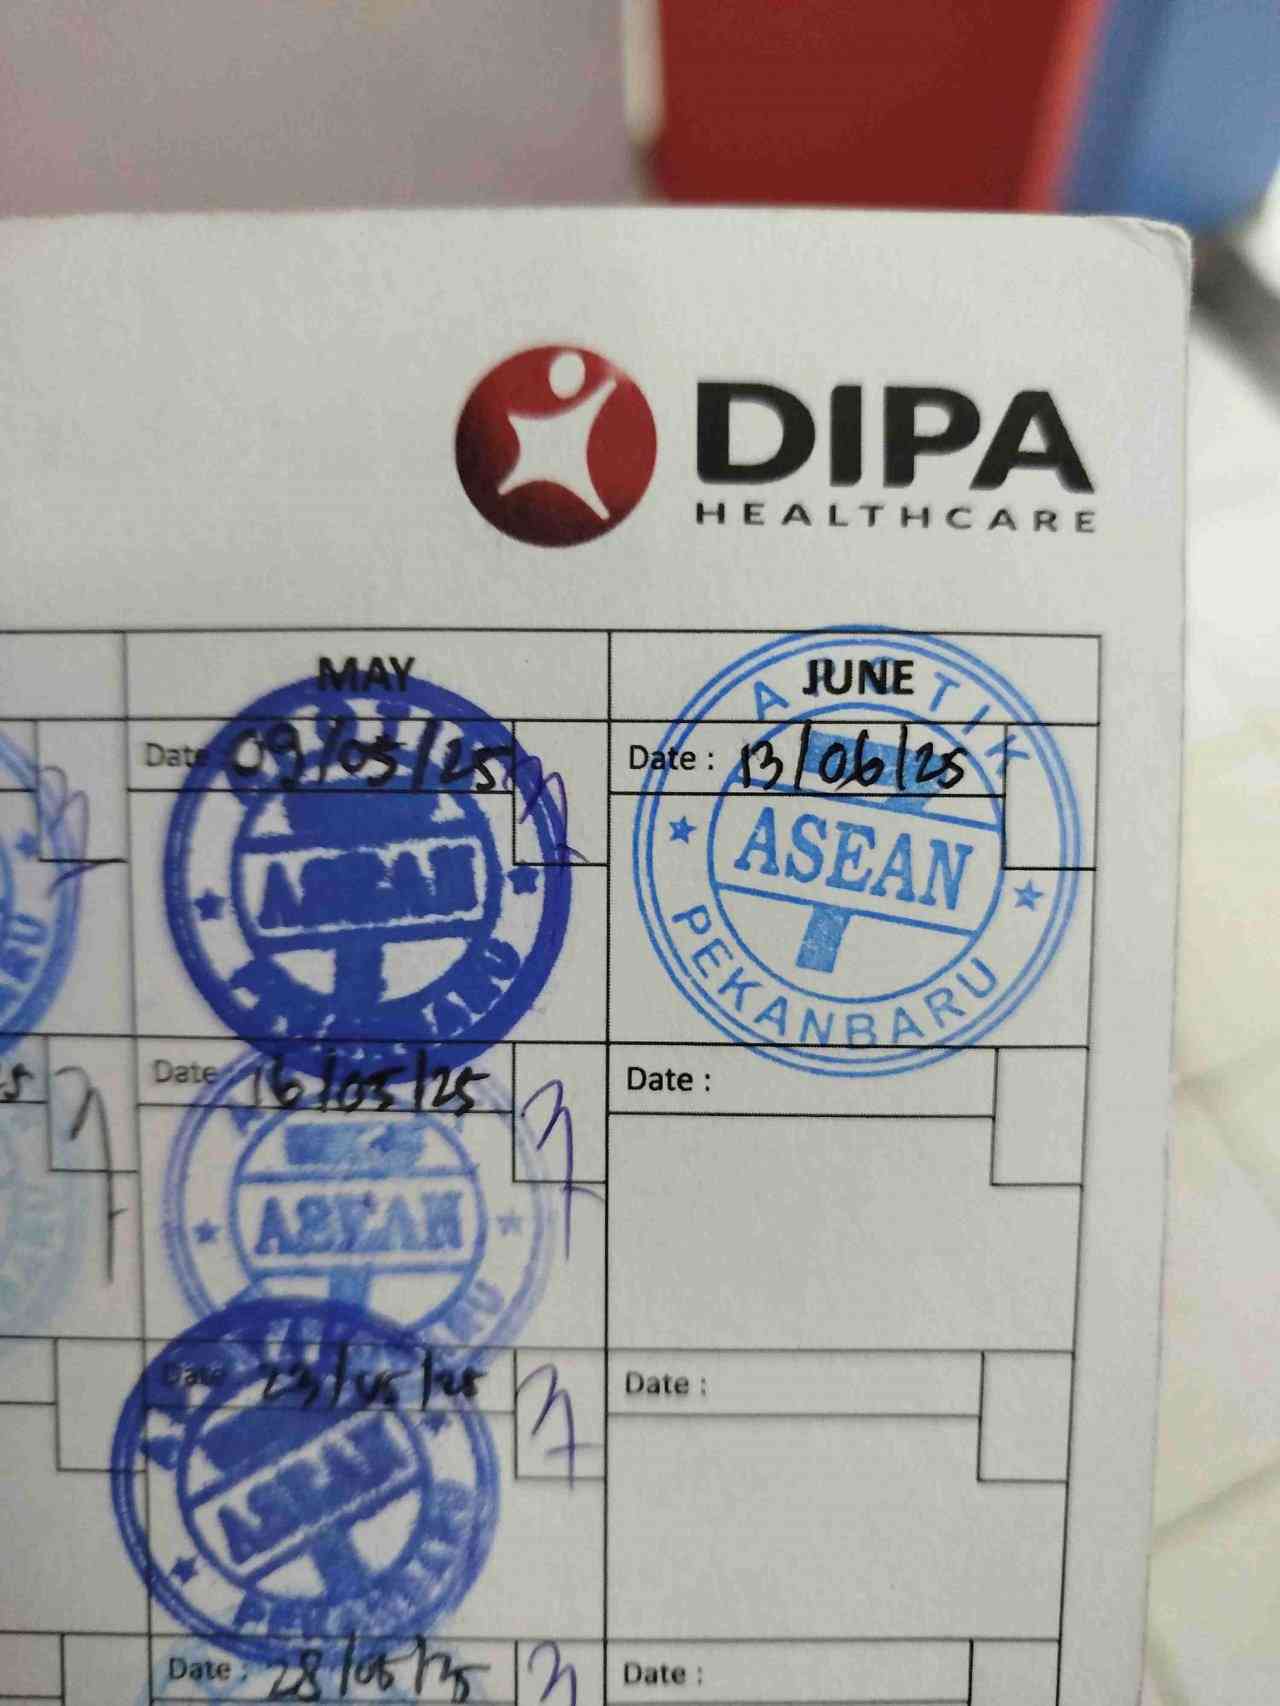 DIPA
HEALTHCARE
MAY
JUNE
Date 09/05/25
Date : 13/06/25
ASEAN
APOTIK
ASEAN
PEKANBARU
Date 16/05/25
Date :
ASEAN
Date 23/05/25
Date :
ASEAN
Date : 28/05/25
Date :